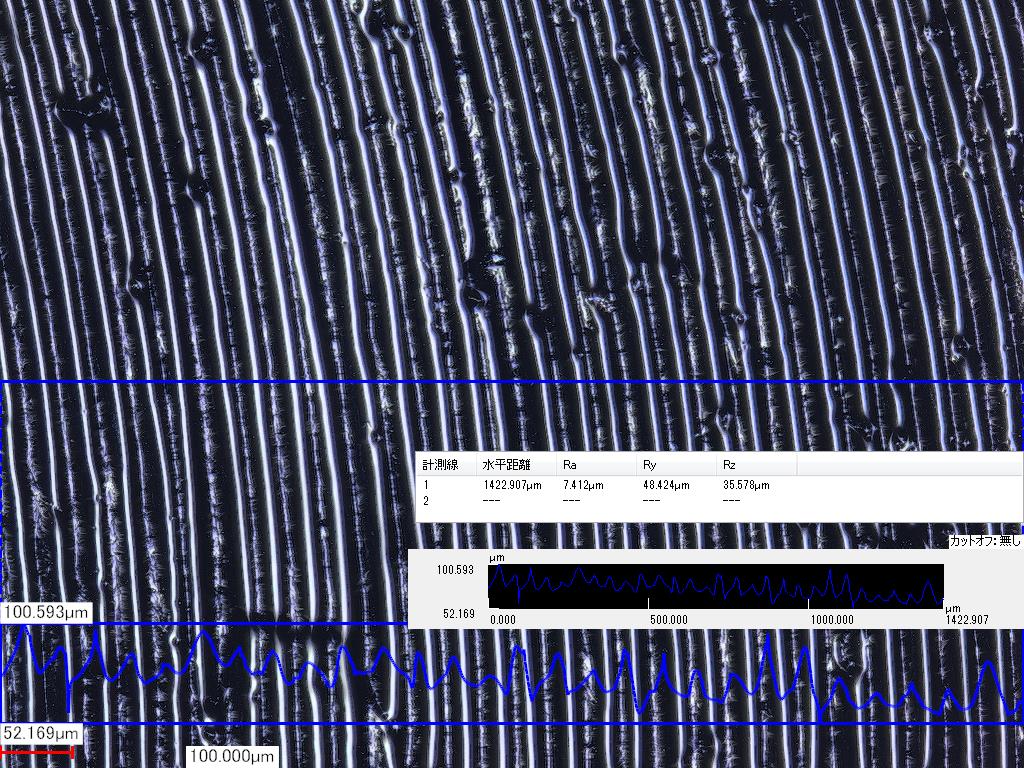 計測線 水平距離 Ra Ry Rz
1 1422.907μm 7.412μm 48.424μm 35.578μm
2 --- --- --- ---
カットオフ: 無し
μm
100.593
52.169
0.000 500.000 1000.000 1422.907
μm
100.593μm
52.169μm
100.000μm